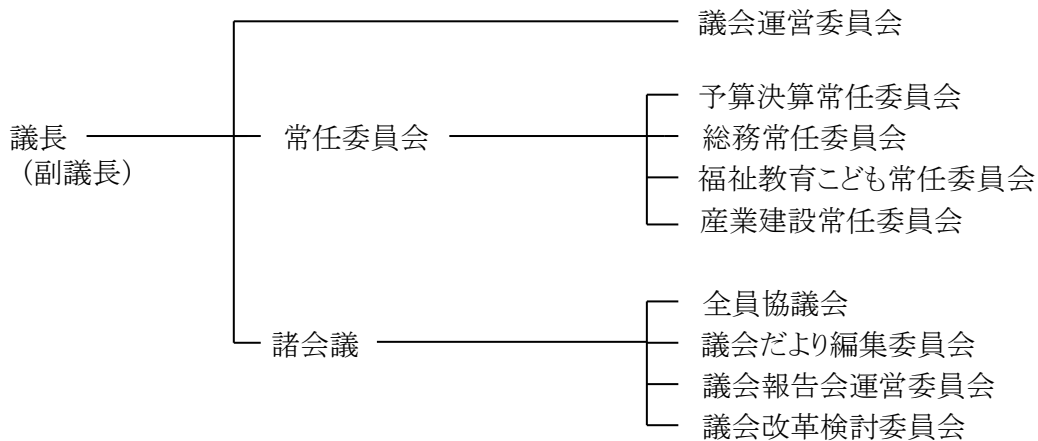 議会運営委員会
議長
(副議長)
常任委員会
予算決算常任委員会
総務常任委員会
福祉教育こども常任委員会
産業建設常任委員会
諸会議
全員協議会
議会だより編集委員会
議会報告会運営委員会
議会改革検討委員会